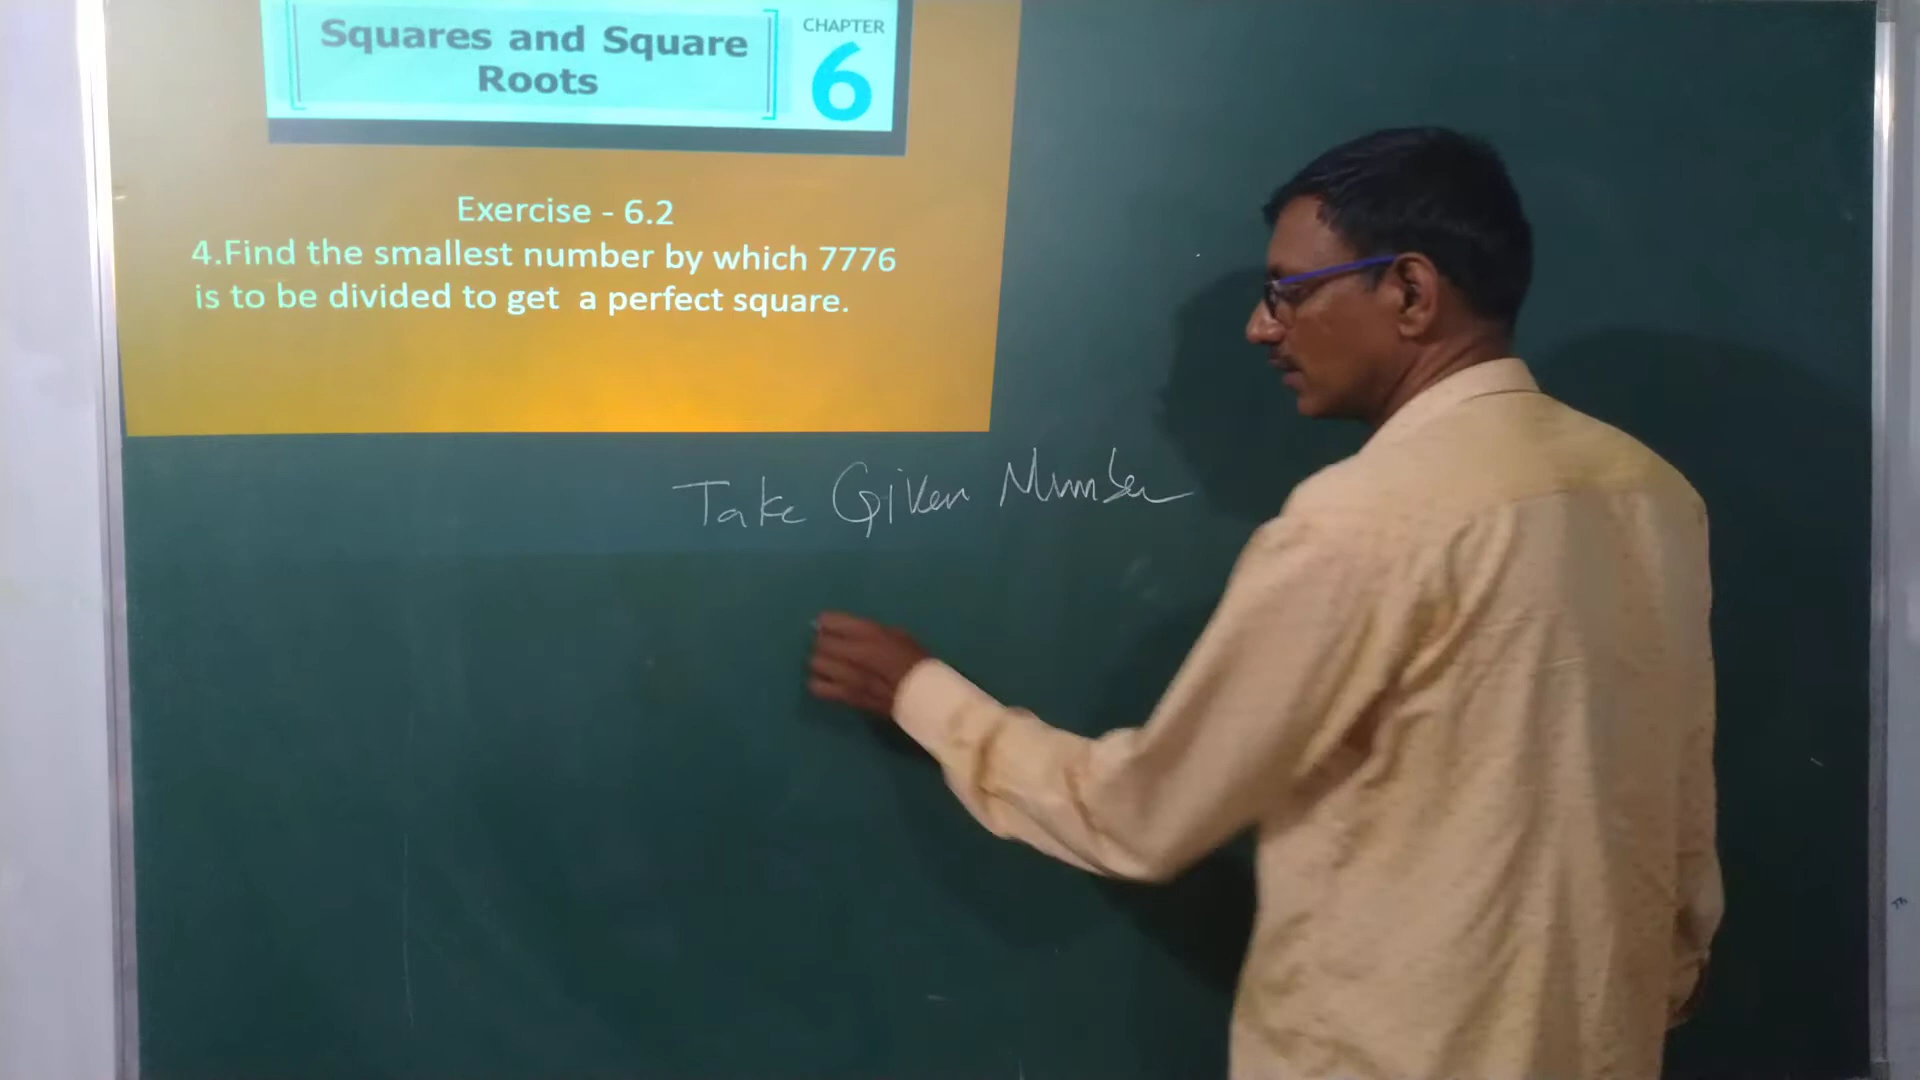 Squares and Square
Roots
CHAPTER
6
Exercise - 6.2
4.Find the smallest number by which 7776
is to be divided to get a perfect square.
Take Given Number